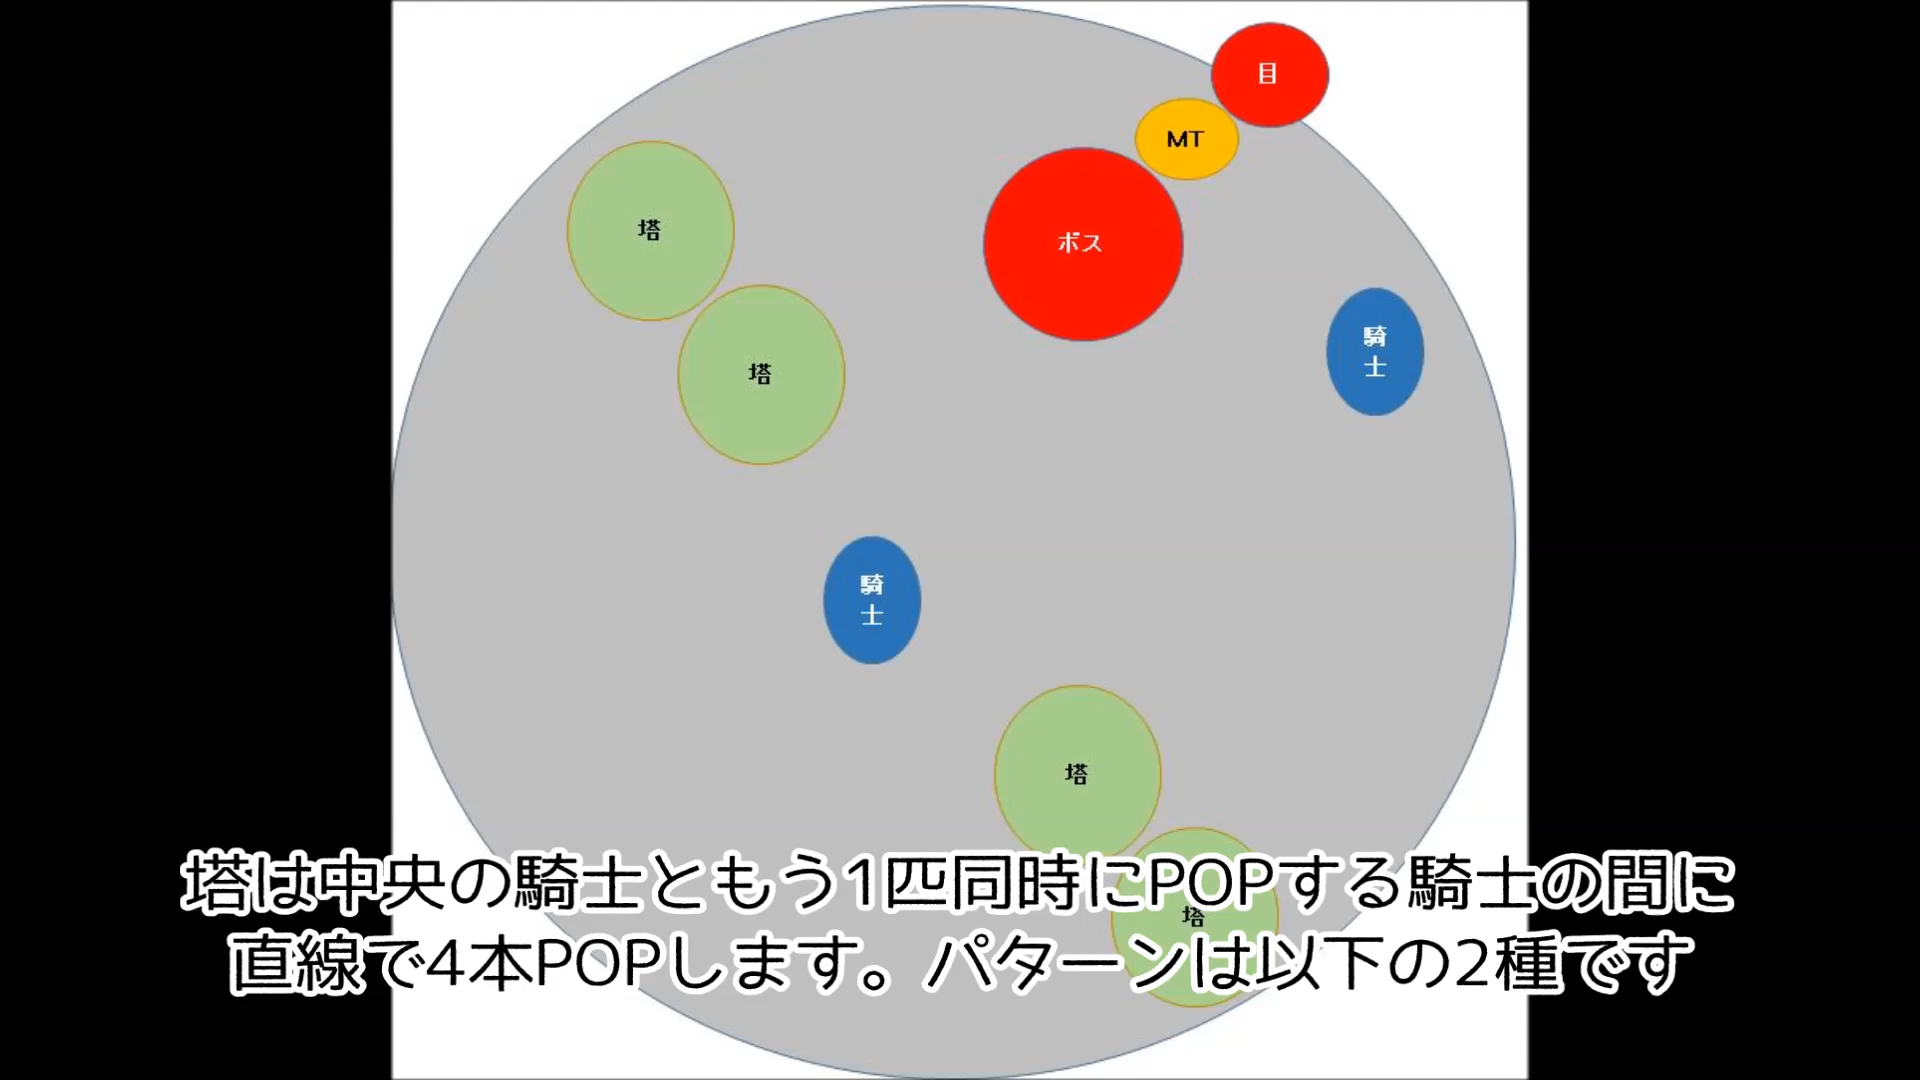 目
MT
塔
ボス
騎
士
塔
騎
士
塔
塔は中央の騎士ともう1匹同時にPOPする騎士の間に
塔
直線で4本POPします。パターンは以下の2種です